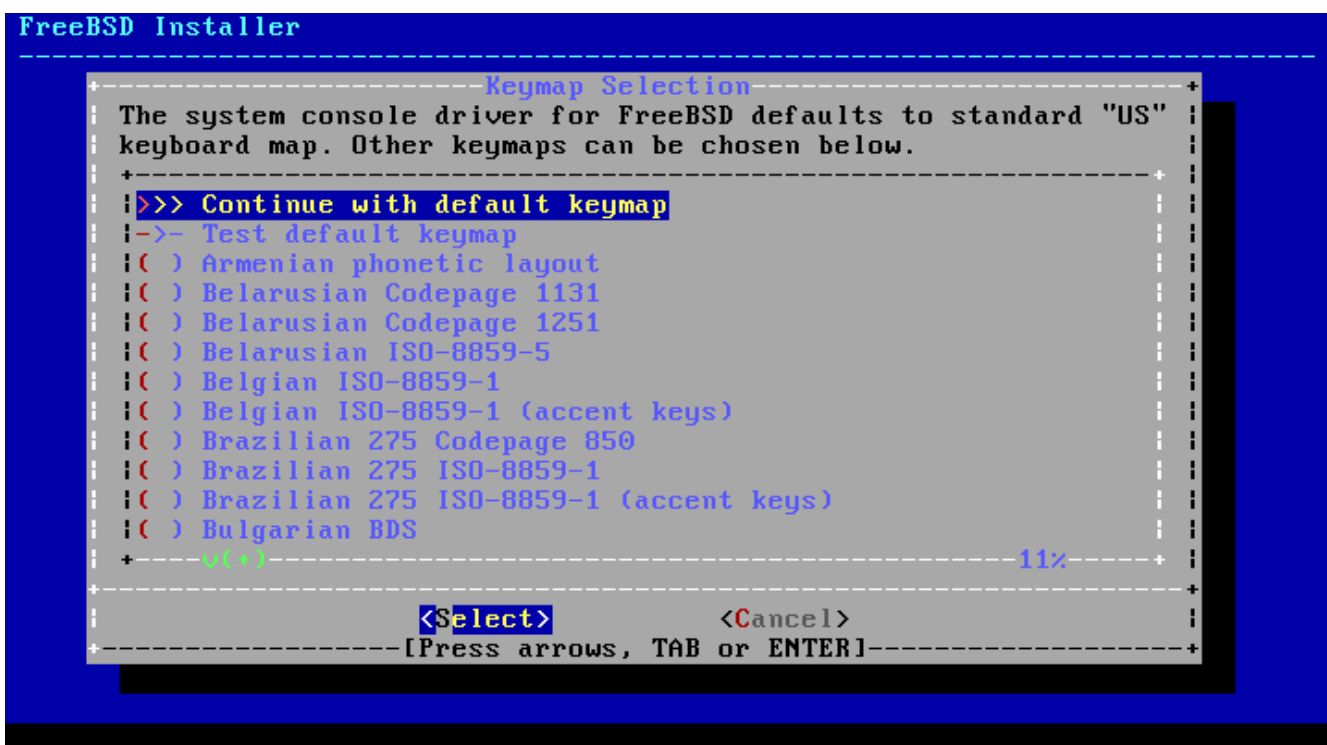 FreeBSD Installer
Keymap Selection
The system console driver for FreeBSD defaults to standard "US"
keyboard map. Other keymaps can be chosen below.
>>> Continue with default keymap
->- Test default keymap
( ) Armenian phonetic layout
( ) Belarusian Codepage 1131
( ) Belarusian Codepage 1251
( ) Belarusian ISO-8859-5
( ) Belgian ISO-8859-1
( ) Belgian ISO-8859-1 (accent keys)
( ) Brazilian 275 Codepage 850
( ) Brazilian 275 ISO-8859-1
( ) Brazilian 275 ISO-8859-1 (accent keys)
( ) Bulgarian BDS
v(+) 11%
<Select> <Cancel>
[Press arrows, TAB or ENTER]